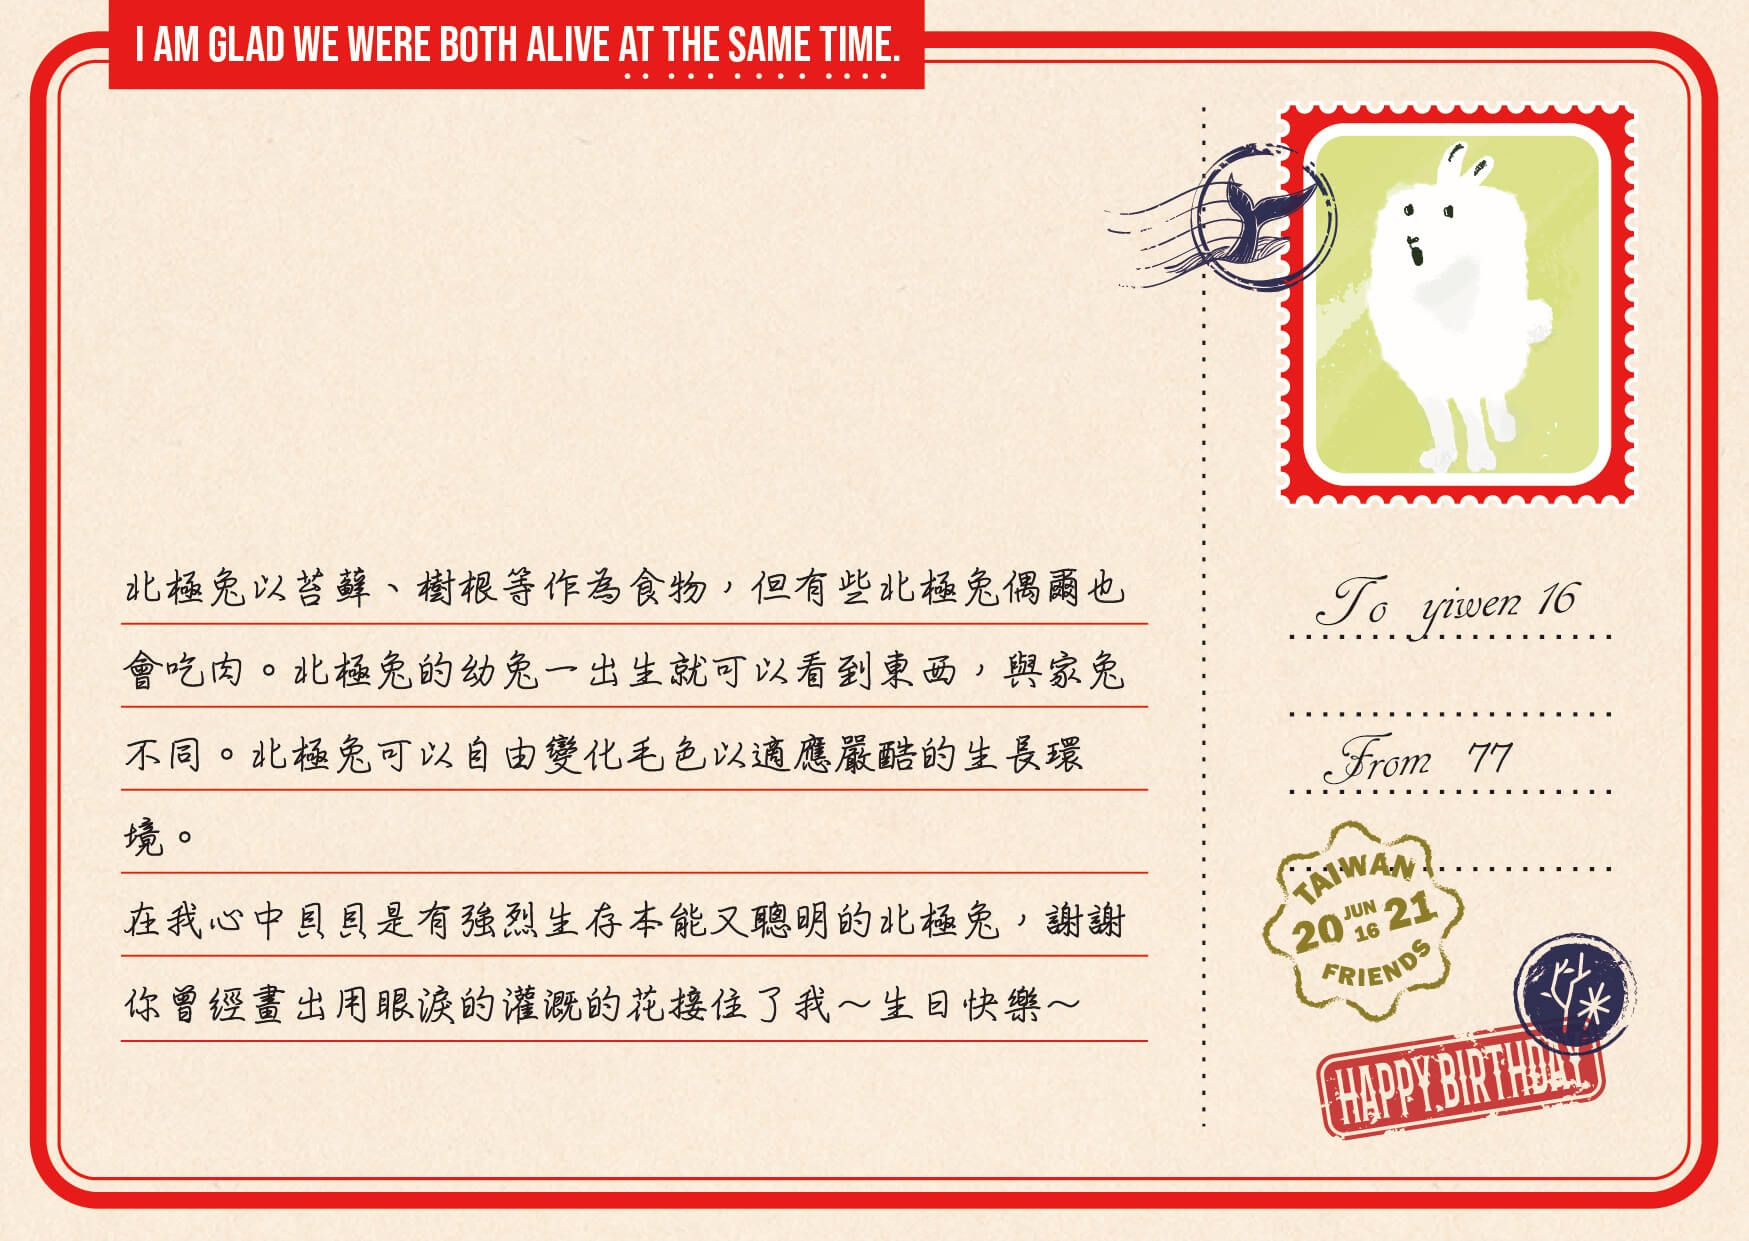 I AM GLAD WE WERE BOTH ALIVE AT THE SAME TIME.
北極兔以苔蘚、樹根等作為食物，但有些北極兔偶爾也
會吃肉。北極兔的幼兔一出生就可以看到東西，與家兔
不同。北極兔可以自由變化毛色以適應嚴酷的生長環
境。
在我心中貝貝是有強烈生存本能又聰明的北極兔，謝謝
你曾經畫出用眼淚的灌溉的花接住了我～生日快樂～
To yiwen 16
From 77
TAIWAN
20 JUN 16 21
FRIENDS
HAPPY BIRTHDAY